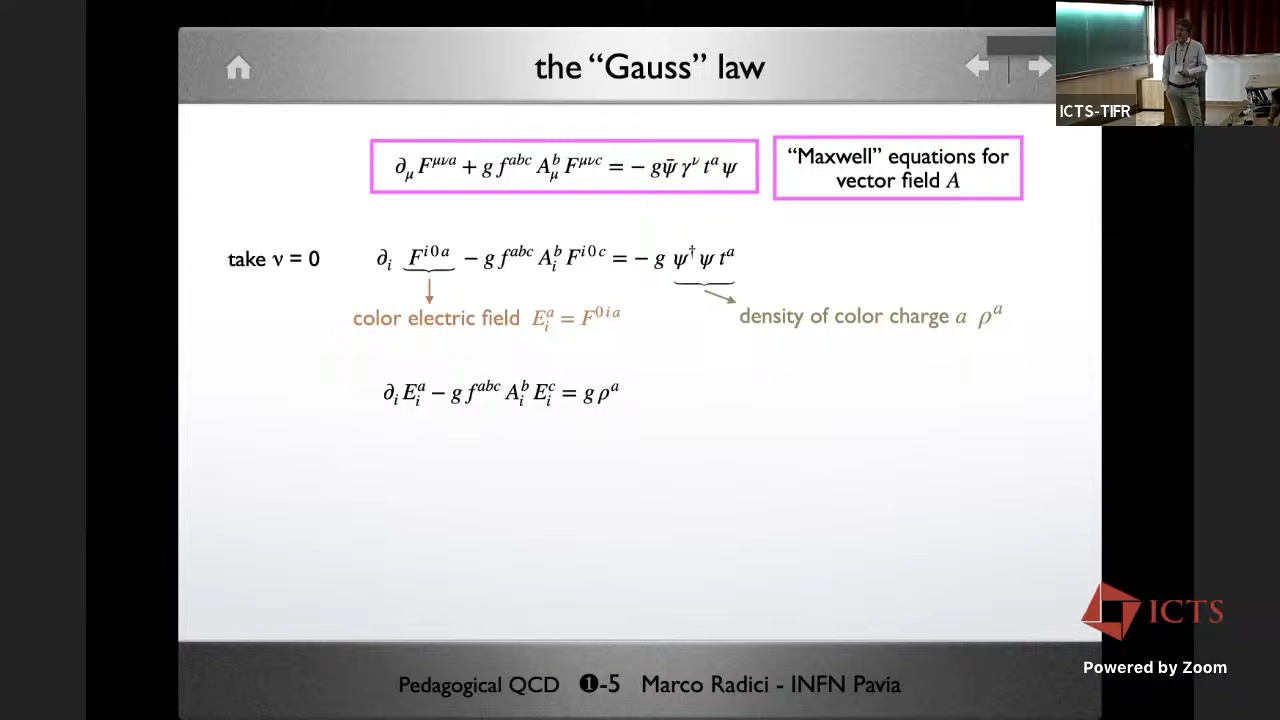 the “Gauss” law
ICTS-TIFR
∂_μ F^{μνa} + g f^{abc} A^b_μ F^{μνc} = − g ψ̄ γ^ν t^a ψ
“Maxwell” equations for
vector field A
take ν = 0
∂_i F^{i0a} − g f^{abc} A^b_i F^{i0c} = − g ψ^† ψ t^a
color electric field E^a_i = F^{0ia}
density of color charge a ρ^a
∂_i E^a_i − g f^{abc} A^b_i E^c_i = g ρ^a
ICTS
Powered by Zoom
Pedagogical QCD ❶-5 Marco Radici - INFN Pavia